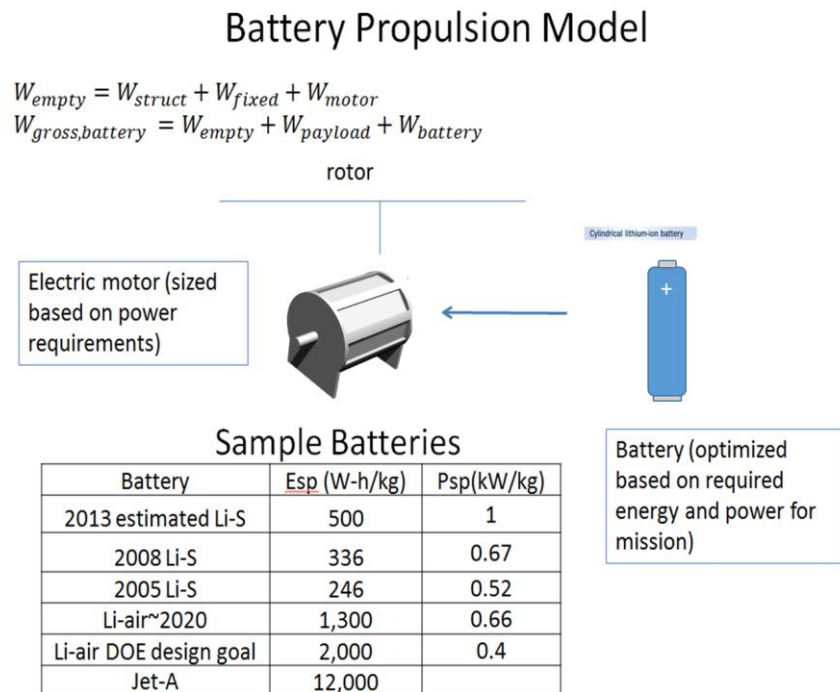 Battery Propulsion Model
W_empty = W_struct + W_fixed + W_motor
W_gross,battery = W_empty + W_payload + W_battery
rotor
Cylindrical lithium-ion battery
Electric motor (sized
based on power
requirements)
+
Sample Batteries
Battery Esp (W-h/kg) Psp(kW/kg)
2013 estimated Li-S 500 1
2008 Li-S 336 0.67
2005 Li-S 246 0.52
Li-air~2020 1,300 0.66
Li-air DOE design goal 2,000 0.4
Jet-A 12,000
Battery (optimized
based on required
energy and power for
mission)